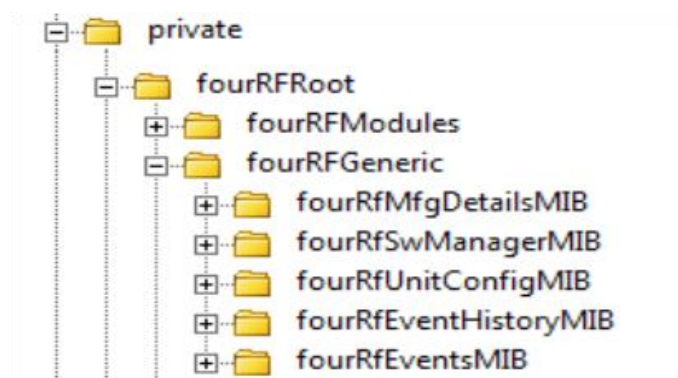 private
fourRFRoot
fourRFModules
fourRFGeneric
fourRfMfgDetailsMIB
fourRfSwManagerMIB
fourRfUnitConfigMIB
fourRfEventHistoryMIB
fourRfEventsMIB